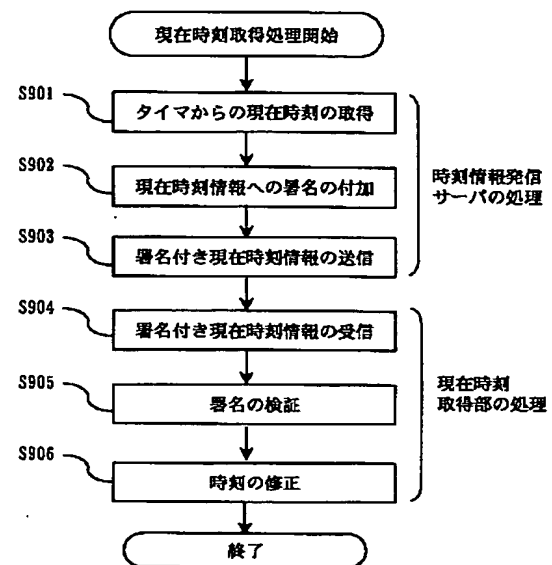 現在時刻取得処理開始
S901
タイマからの現在時刻の取得
S902
現在時刻情報への署名の付加
時刻情報発信
サーバの処理
S903
署名付き現在時刻情報の送信
S904
署名付き現在時刻情報の受信
S905
署名の検証
現在時刻
取得部の処理
S906
時刻の修正
終了